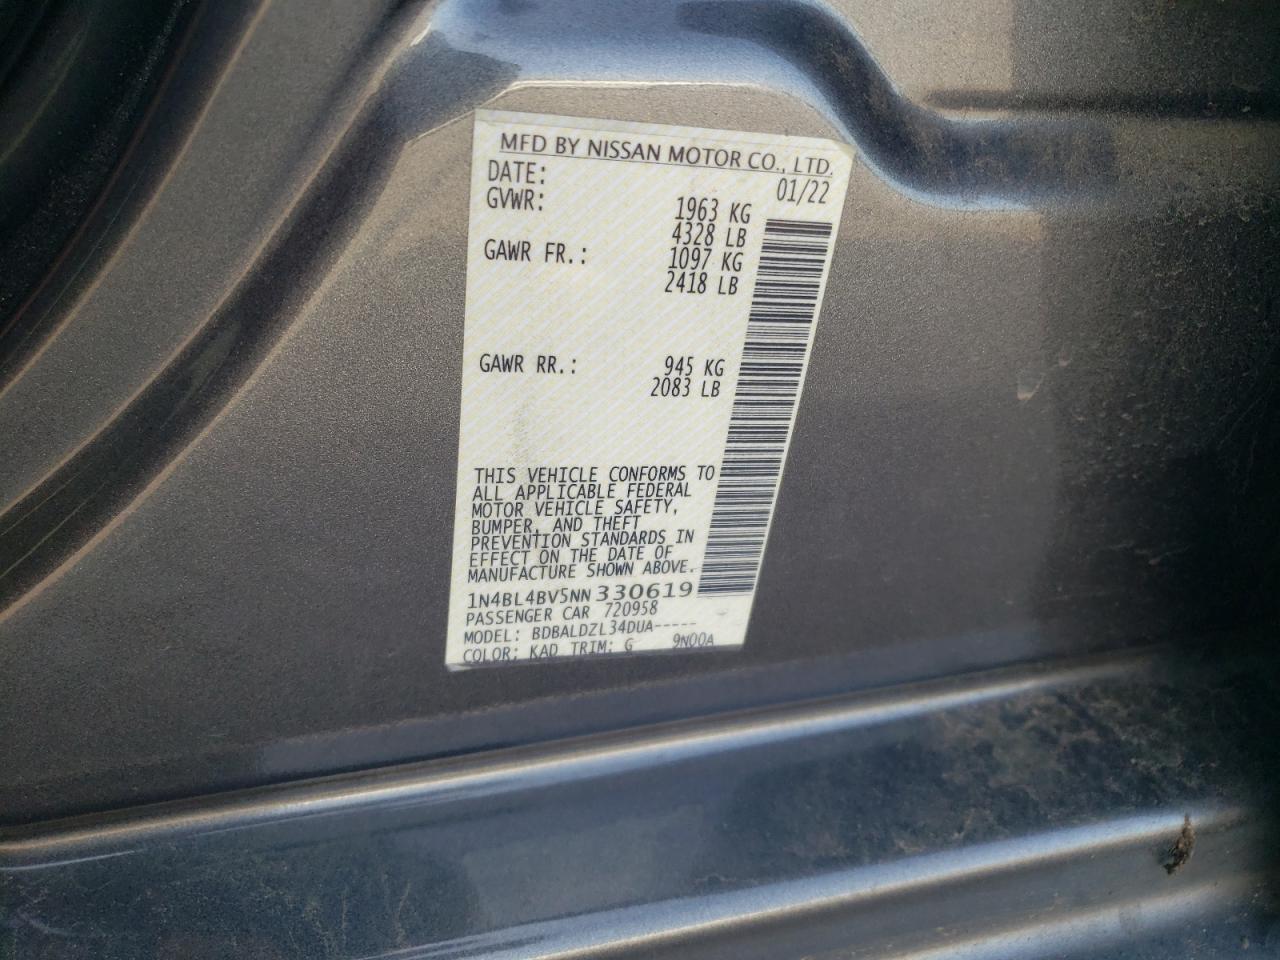 MFD BY NISSAN MOTOR CO., LTD.
DATE: 01/22
GVWR: 1963 KG
4328 LB
GAWR FR.: 1097 KG
2418 LB
GAWR RR.: 945 KG
2083 LB
THIS VEHICLE CONFORMS TO
ALL APPLICABLE FEDERAL
MOTOR VEHICLE SAFETY,
BUMPER, AND THEFT
PREVENTION STANDARDS IN
EFFECT ON THE DATE OF
MANUFACTURE SHOWN ABOVE.
1N4BL4BV5NN330619
PASSENGER CAR 720958
MODEL: BDBALDZL34DUA-----
COLOR: KAD TRIM: G 9N00A